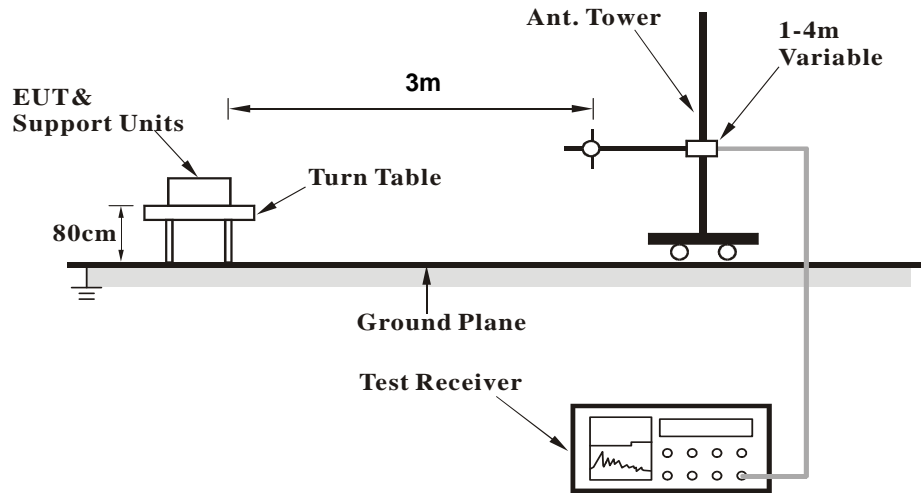 Ant. Tower
1-4m
Variable
3m
EUT&
Support Units
Turn Table
80cm
Ground Plane
Test Receiver